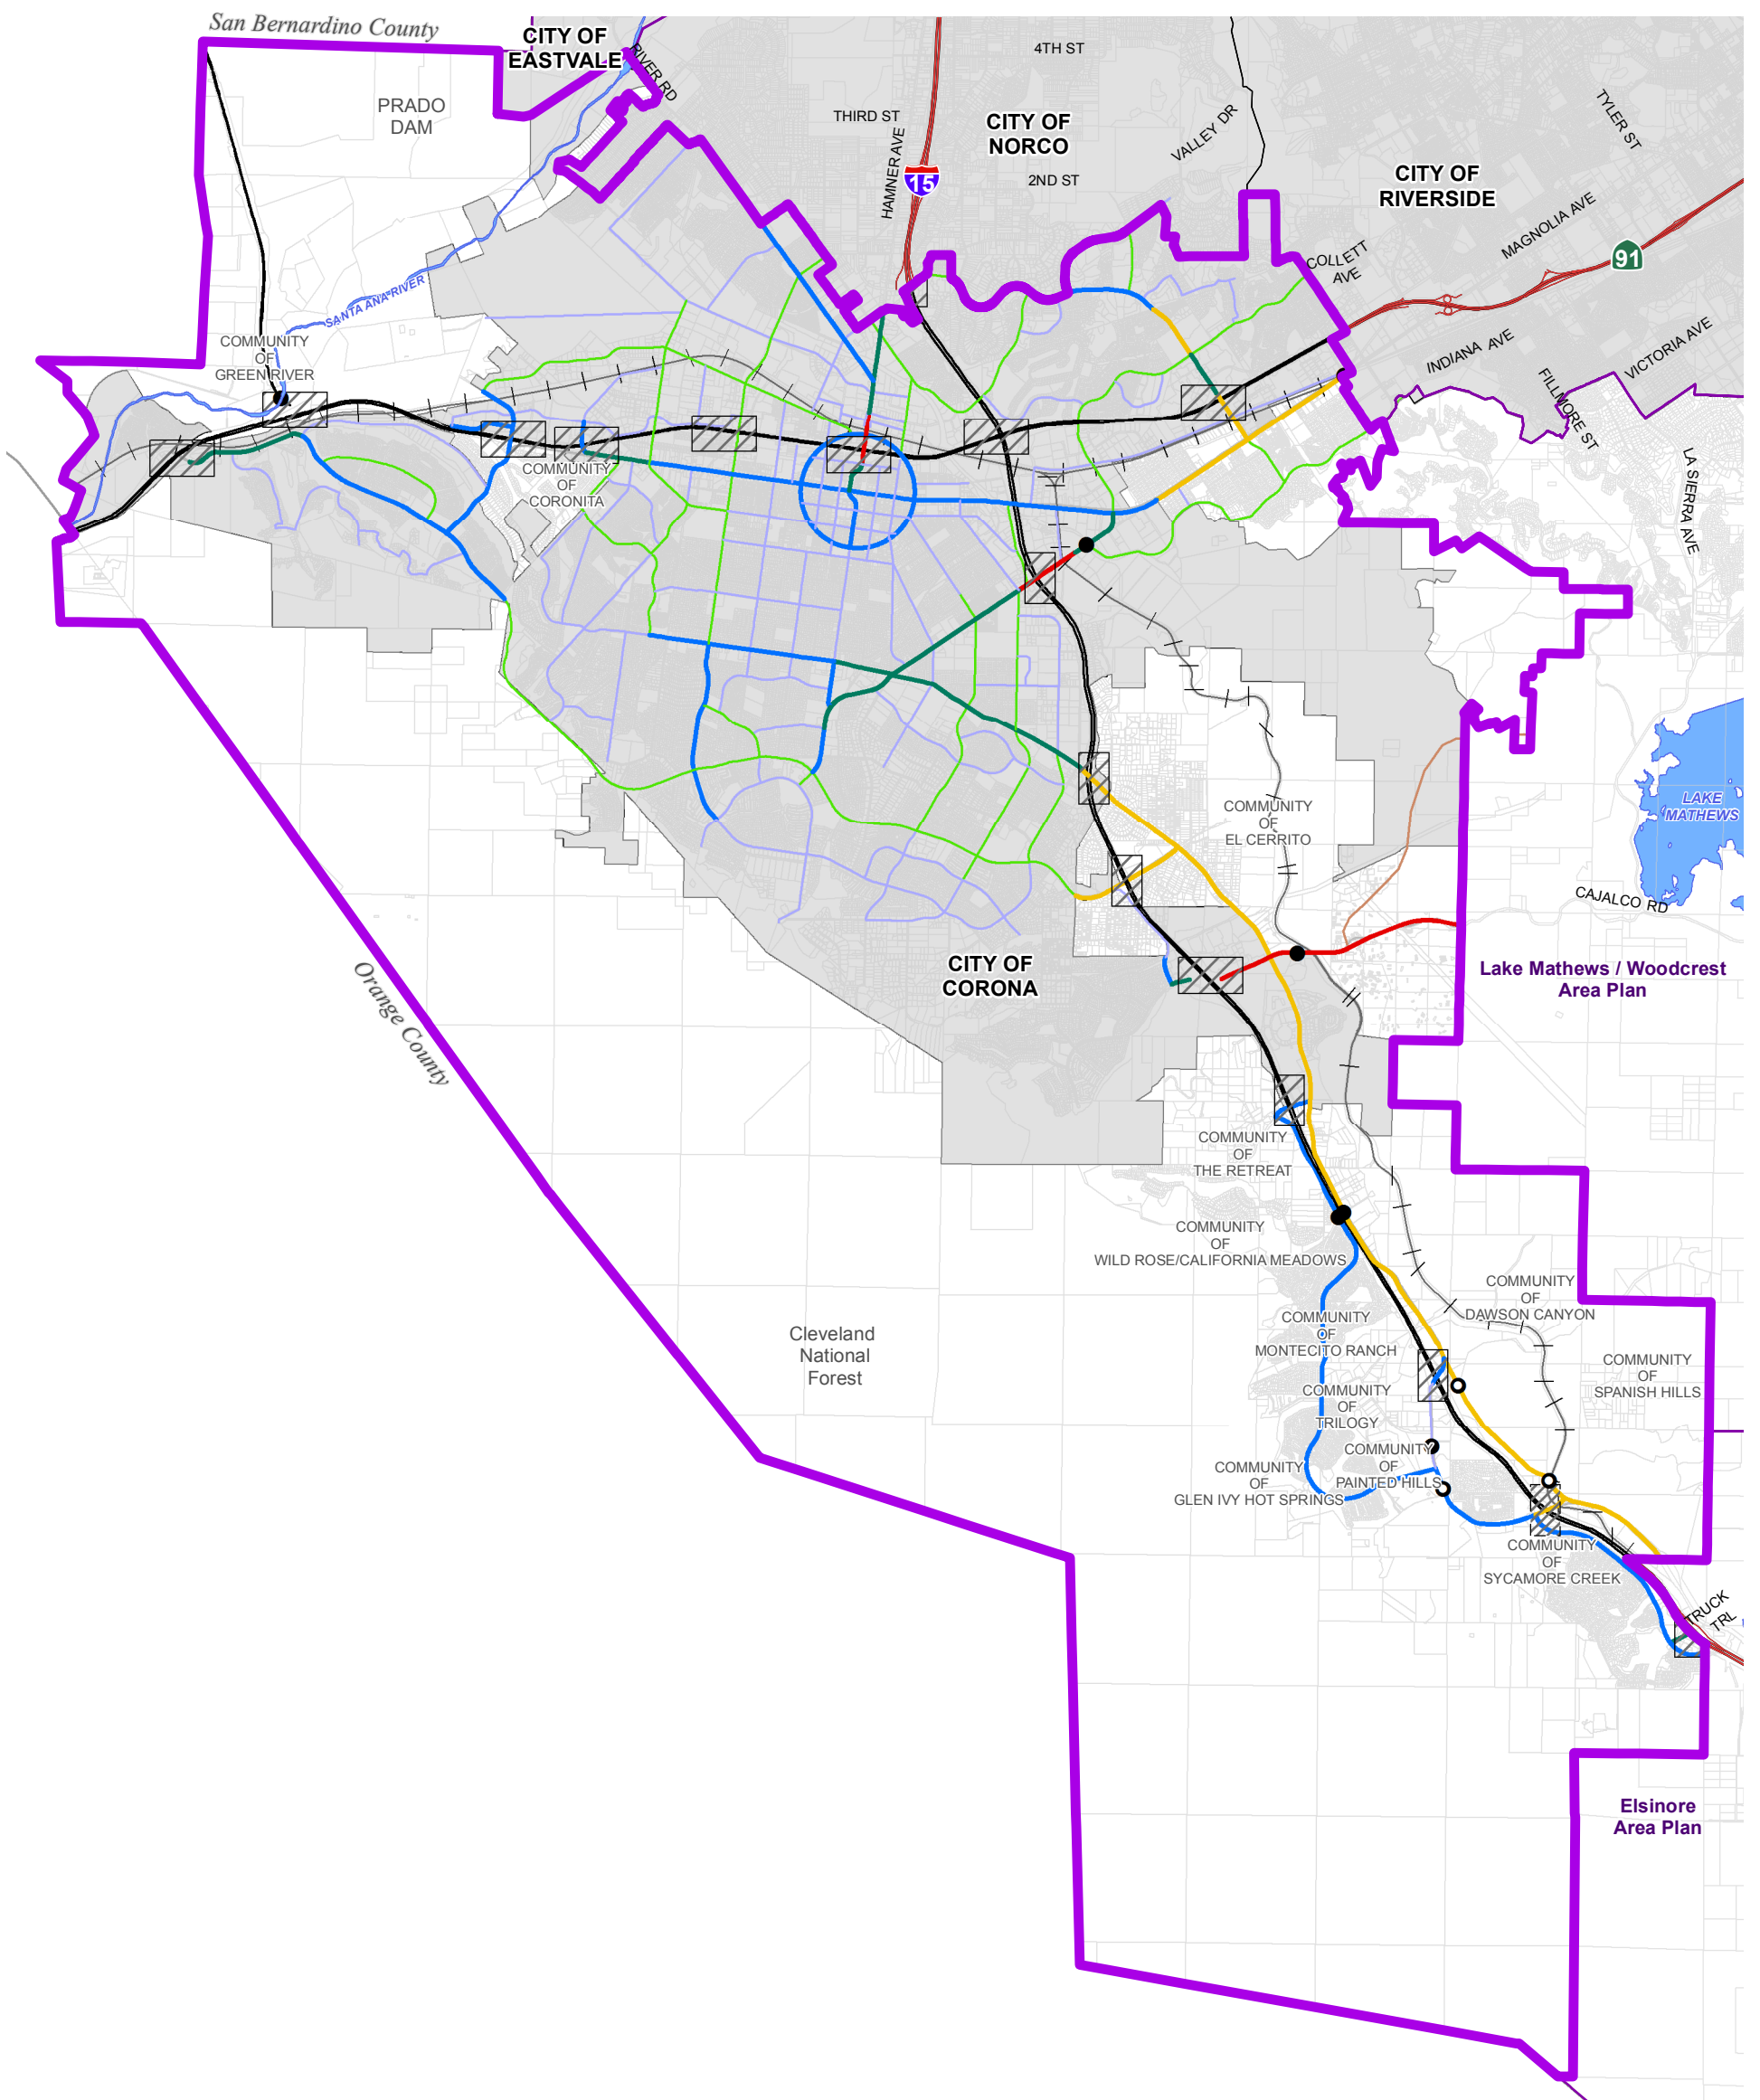 San Bernardino County
CITY OF
EASTVALE
RIVER RD
4TH ST
PRADO
DAM
THIRD ST
HAMNER AVE
CITY OF
NORCO
VALLEY DR
TYLER ST
15
2ND ST
CITY OF
RIVERSIDE
MAGNOLIA AVE
COLLETT
AVE
91
SANTA ANA RIVER
COMMUNITY
OF
GREEN RIVER
INDIANA AVE
VICTORIA AVE
FILLMORE ST
LA SIERRA AVE
COMMUNITY
OF
CORONITA
LAKE
MATHEWS
COMMUNITY
OF
EL CERRITO
CAJALCO RD
CITY OF
CORONA
Lake Mathews / Woodcrest
Area Plan
Orange County
COMMUNITY
OF
THE RETREAT
COMMUNITY
OF
WILD ROSE/CALIFORNIA MEADOWS
COMMUNITY
OF
DAWSON CANYON
COMMUNITY
OF
MONTECITO RANCH
Cleveland
National
Forest
COMMUNITY
OF
SPANISH HILLS
COMMUNITY
OF
TRILOGY
COMMUNITY
OF
PAINTED HILLS
COMMUNITY
OF
GLEN IVY HOT SPRINGS
COMMUNITY
OF
SYCAMORE CREEK
TRUCK
TRL
Elsinore
Area Plan